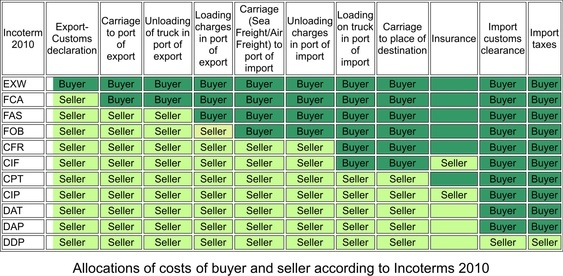 Incoterm
2010
Export-
Customs
declaration
Carriage
to port of
export
Unloading
of truck in
port of
export
Loading
charges in
port of
export
Carriage
(Sea
Freight/Air
Freight) to
port of
import
Unloading
charges in
port of
import
Loading
on truck
in port of
import
Carriage
to place of
destination
Insurance
Import
customs
clearance
Import
taxes
EXW Buyer Buyer Buyer Buyer Buyer Buyer Buyer Buyer Buyer Buyer
FCA Seller Buyer Buyer Buyer Buyer Buyer Buyer Buyer Buyer Buyer
FAS Seller Seller Seller Buyer Buyer Buyer Buyer Buyer Buyer Buyer
FOB Seller Seller Seller Seller Buyer Buyer Buyer Buyer Buyer Buyer
CFR Seller Seller Seller Seller Seller Seller Buyer Buyer Buyer Buyer
CIF Seller Seller Seller Seller Seller Seller Buyer Buyer Seller Buyer Buyer
CPT Seller Seller Seller Seller Seller Seller Seller Seller Buyer Buyer
CIP Seller Seller Seller Seller Seller Seller Seller Seller Seller Buyer Buyer
DAT Seller Seller Seller Seller Seller Seller Seller Seller Buyer Buyer
DAP Seller Seller Seller Seller Seller Seller Seller Seller Buyer Buyer
DDP Seller Seller Seller Seller Seller Seller Seller Seller Seller Seller
Allocations of costs of buyer and seller according to Incoterms 2010